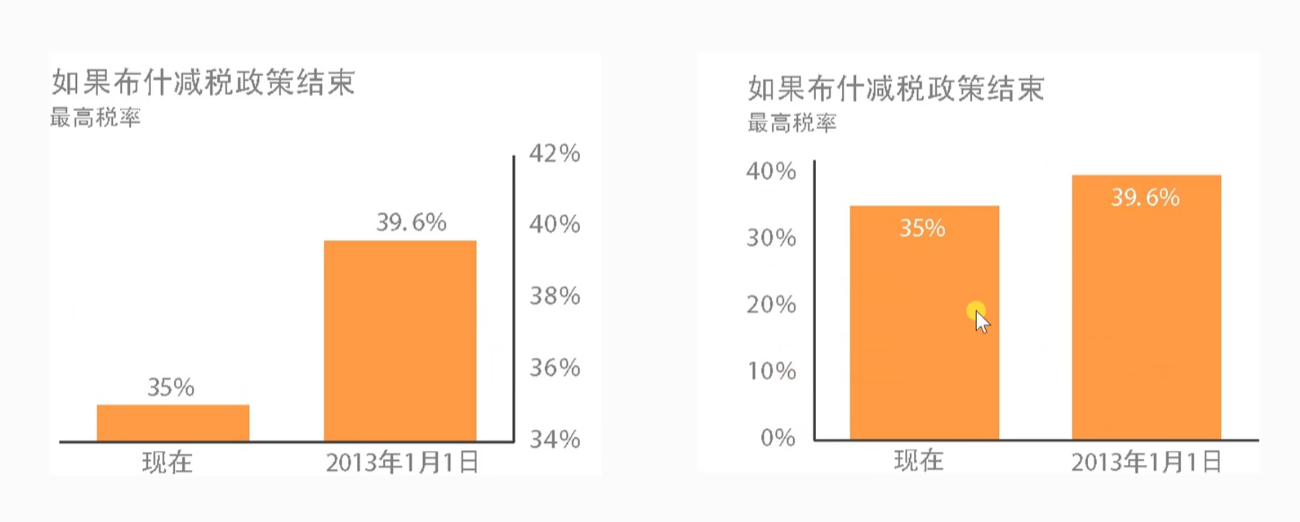 如果布什减税政策结束
最高税率
42%
40%
38%
36%
34%
39.6%
35%
现在
2013年1月1日
如果布什减税政策结束
最高税率
40%
30%
20%
10%
0%
35%
39.6%
现在
2013年1月1日